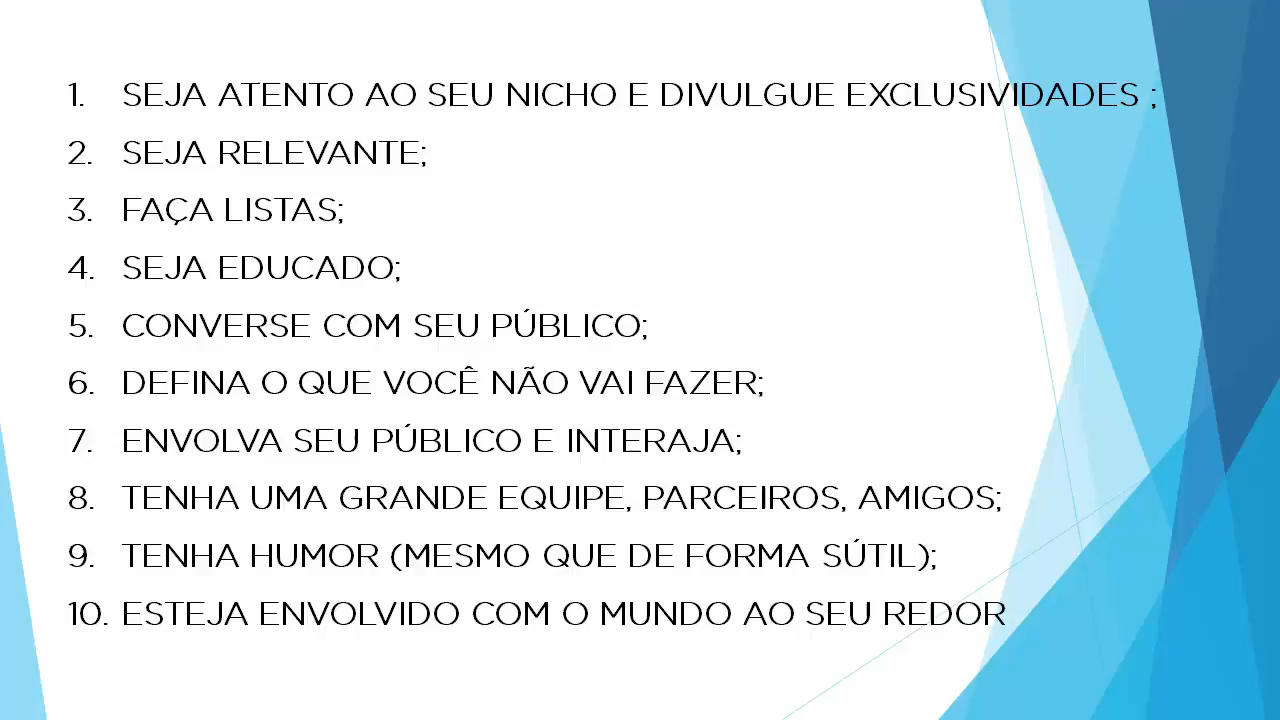 1. SEJA ATENTO AO SEU NICHO E DIVULGUE EXCLUSIVIDADES ;
2. SEJA RELEVANTE;
3. FAÇA LISTAS;
4. SEJA EDUCADO;
5. CONVERSE COM SEU PÚBLICO;
6. DEFINA O QUE VOCÊ NÃO VAI FAZER;
7. ENVOLVA SEU PÚBLICO E INTERAJA;
8. TENHA UMA GRANDE EQUIPE, PARCEIROS, AMIGOS;
9. TENHA HUMOR (MESMO QUE DE FORMA SÚTIL);
10. ESTEJA ENVOLVIDO COM O MUNDO AO SEU REDOR